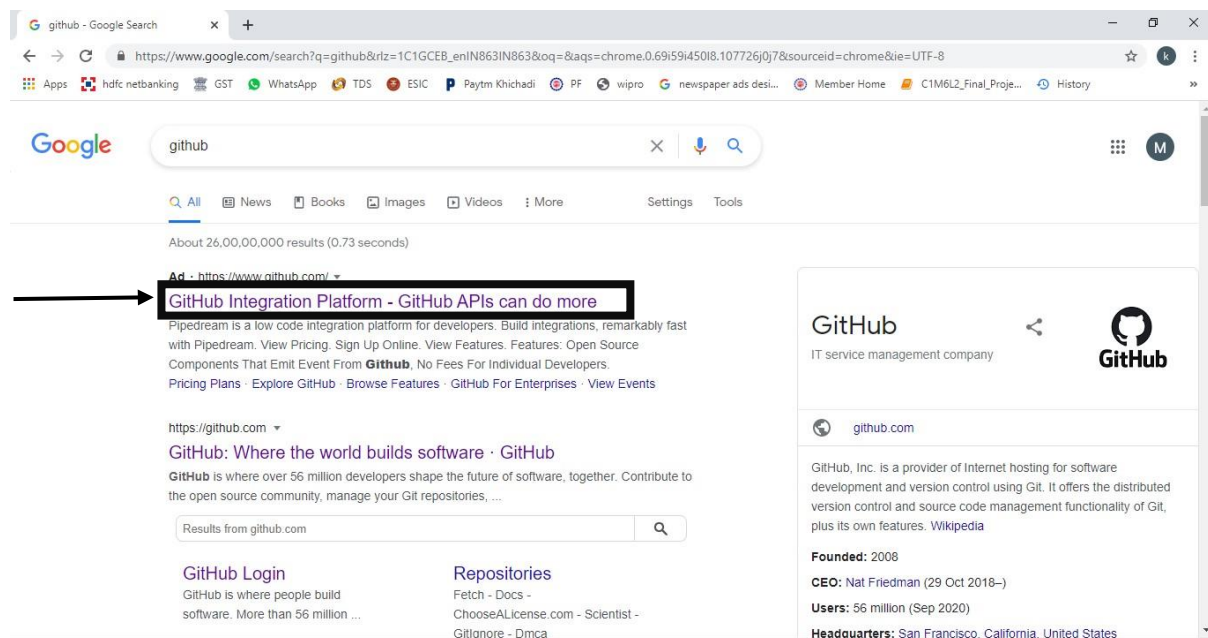 github - Google Search
https://www.google.com/search?q=github&rlz=1C1GCEB_enIN863IN863&oq=&aqs=chrome.0.69i59i450l8.107726j0j7&sourceid=chrome&ie=UTF-8
k
Apps hdfc netbanking GST WhatsApp TDS ESIC Paytm Khichadi PF wipro newspaper ads desi... Member Home C1M6L2_Final_Proje... History
Google
github
M
All News Books Images Videos More Settings Tools
About 26,00,00,000 results (0.73 seconds)
Ad · https://www.github.com/
GitHub Integration Platform - GitHub APIs can do more
Pipedream is a low code integration platform for developers. Build integrations, remarkably fast
with Pipedream. View Pricing. Sign Up Online. View Features. Features: Open Source
Components That Emit Event From Github, No Fees For Individual Developers.
Pricing Plans · Explore GitHub · Browse Features · GitHub For Enterprises · View Events
https://github.com
GitHub: Where the world builds software · GitHub
GitHub is where over 56 million developers shape the future of software, together. Contribute to
the open source community, manage your Git repositories, ...
Results from github.com
GitHub Login
GitHub is where people build
software. More than 56 million ...
Repositories
Fetch - Docs -
ChooseALicense.com - Scientist -
GitIgnore - Dmca
GitHub
IT service management company
GitHub
github.com
GitHub, Inc. is a provider of Internet hosting for software
development and version control using Git. It offers the distributed
version control and source code management functionality of Git,
plus its own features. Wikipedia
Founded: 2008
CEO: Nat Friedman (29 Oct 2018–)
Users: 56 million (Sep 2020)
Headquarters: San Francisco, California, United States